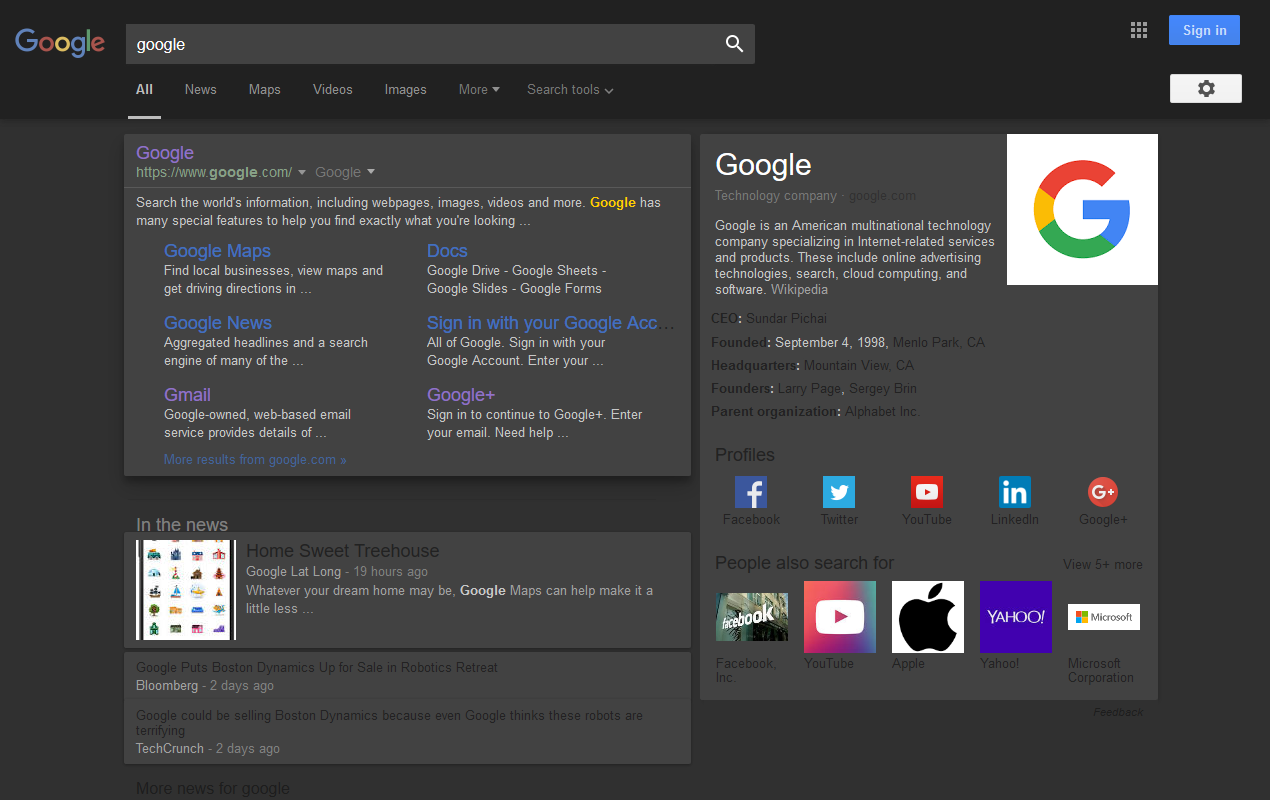 Google
google
Sign in
All News Maps Videos Images More Search tools
Google
https://www.google.com/ Google
Search the world's information, including webpages, images, videos and more. Google has
many special features to help you find exactly what you're looking ...
Google Maps
Find local businesses, view maps and
get driving directions in ...
Docs
Google Drive - Google Sheets -
Google Slides - Google Forms
Google News
Aggregated headlines and a search
engine of many of the ...
Sign in with your Google Acc...
All of Google. Sign in with your
Google Account. Enter your ...
Gmail
Google-owned, web-based email
service provides details of ...
Google+
Sign in to continue to Google+. Enter
your email. Need help ...
More results from google.com »
In the news
Home Sweet Treehouse
Google Lat Long - 19 hours ago
Whatever your dream home may be, Google Maps can help make it a
little less ...
Google Puts Boston Dynamics Up for Sale in Robotics Retreat
Bloomberg - 2 days ago
Google could be selling Boston Dynamics because even Google thinks these robots are
terrifying
TechCrunch - 2 days ago
More news for google
Google
Technology company · google.com
Google is an American multinational technology
company specializing in Internet-related services
and products. These include online advertising
technologies, search, cloud computing, and
software. Wikipedia
CEO: Sundar Pichai
Founded: September 4, 1998, Menlo Park, CA
Headquarters: Mountain View, CA
Founders: Larry Page, Sergey Brin
Parent organization: Alphabet Inc.
Profiles
Facebook Twitter YouTube LinkedIn Google+
People also search for View 5+ more
facebook YAHOO! Microsoft
Facebook, Inc.
YouTube
Apple
Yahoo!
Microsoft Corporation
Feedback